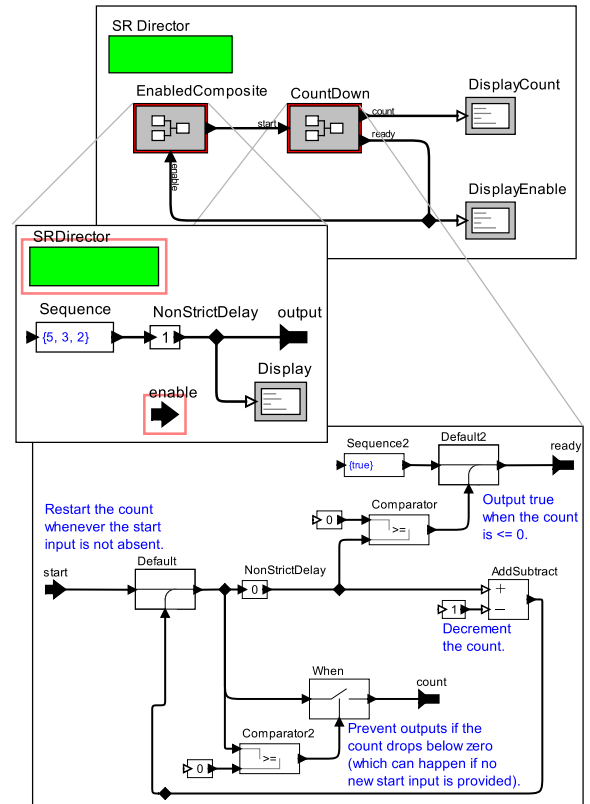 SR Director
EnabledComposite
CountDown
DisplayCount
start
count
ready
enable
DisplayEnable
SRDirector
Sequence
NonStrictDelay
output
{5, 3, 2}
1
Display
enable
Sequence2
Default2
ready
{true}
Restart the count
whenever the start
input is not absent.
Comparator
Output true
when the count
is <= 0.
0
>=
start
Default
NonStrictDelay
AddSubtract
0
+
1
−
Decrement
the count.
When
count
Comparator2
Prevent outputs if the
count drops below zero
(which can happen if no
new start input is provided).
0
>=